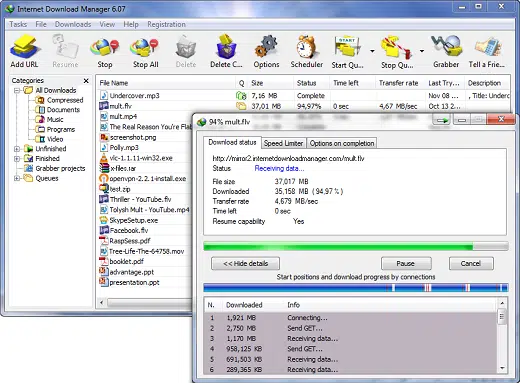 Internet Download Manager 6.07
Tasks File Downloads View Help Registration
Add URL Resume Stop Stop All Delete Delete C... Options Scheduler Start Qu... Stop Qu... Grabber Tell a Frie...
Categories
All Downloads
Compressed
Documents
Music
Programs
Video
Unfinished
Finished
Grabber projects
Queues
File Name Q Size Status Time left Transfer rate Last Try... Description
Undercover.mp3 7,16 MB Complete Nov 08 ... , Title: Underc
mult.flv 37,01 MB 94,97% 0 sec 4,67 MB/sec Oct 13 2...
mult.mp4
The Real Reason You're Fla
screenshot.png
Polly.mp3
vlc-1.1.11-win32.exe
x-files.rar
openvpn-2.2.1-install.exe
test.zip
Thriller - YouTube.flv
Tolysh Mult - YouTube.mp4
SkypeSetup.exe
Facebook.flv
RaspSess.pdf
Tree-Life-The-64758.mov
booklet.pdf
advantage.ppt
presentation.ppt
94% mult.flv
Download status Speed Limiter Options on completion
http://mirror2.internetdownloadmanager.com/mult.flv
Status Receiving data...
File size 37,017 MB
Downloaded 35,158 MB ( 94,97 % )
Transfer rate 4,679 MB/sec
Time left 0 sec
Resume capability Yes
<< Hide details Pause Cancel
Start positions and download progress by connections
N. Downloaded Info
1 1,921 MB Connecting...
2 2,750 MB Send GET...
3 1,170 MB Receiving data...
4 958,125 KB Send GET...
5 691,503 KB Receiving data...
6 289,365 KB Receiving data...